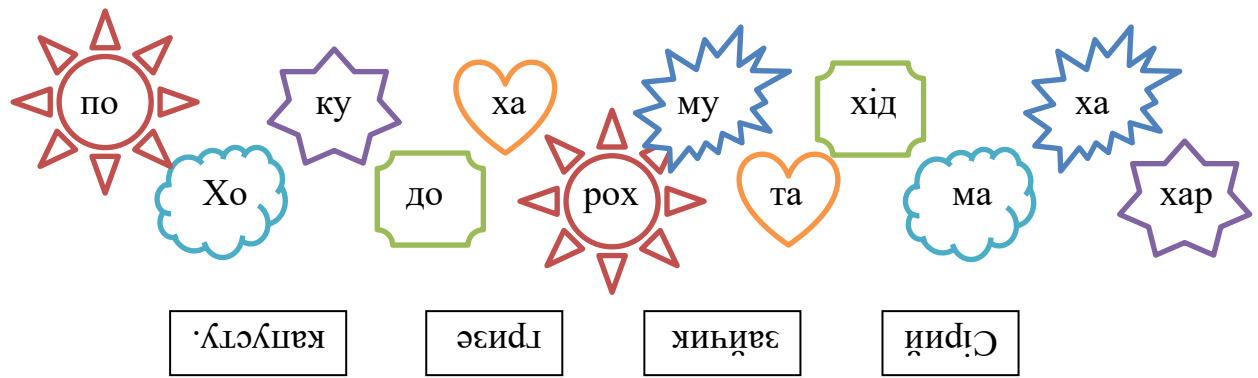 по ку ха му хід ха
Хо до рох та ма хар
Сірий зайчик гризе капусту.